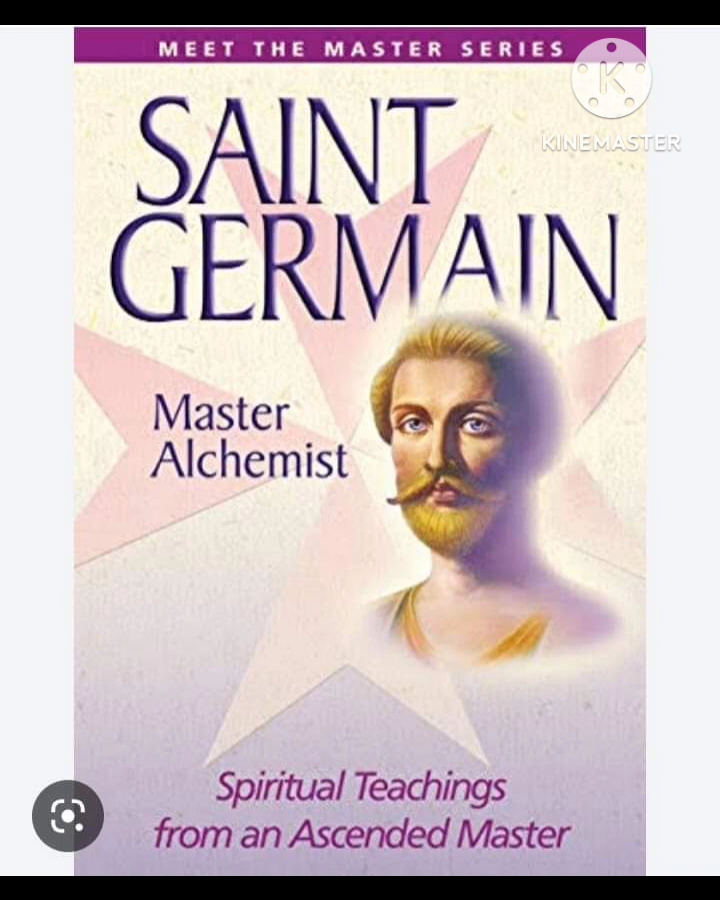 MEET THE MASTER SERIES
K
KINEMASTER
SAINT
GERMAIN
Master
Alchemist
Spiritual Teachings
from an Ascended Master